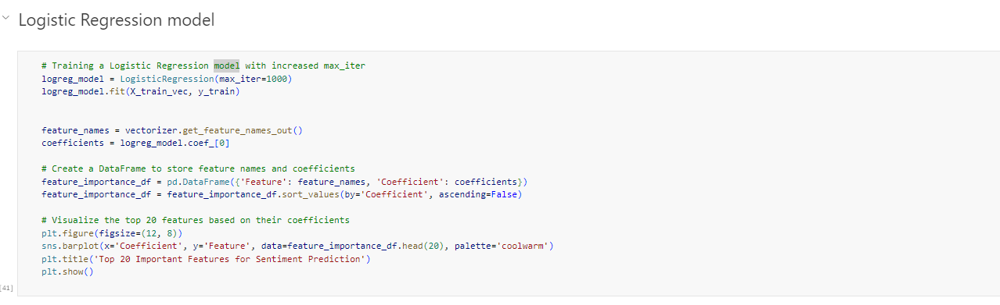 Logistic Regression model
# Training a Logistic Regression model with increased max_iter
logreg_model = LogisticRegression(max_iter=1000)
logreg_model.fit(X_train_vec, y_train)
feature_names = vectorizer.get_feature_names_out()
coefficients = logreg_model.coef_[0]
# Create a DataFrame to store feature names and coefficients
feature_importance_df = pd.DataFrame({'Feature': feature_names, 'Coefficient': coefficients})
feature_importance_df = feature_importance_df.sort_values(by='Coefficient', ascending=False)
# Visualize the top 20 features based on their coefficients
plt.figure(figsize=(12, 8))
sns.barplot(x='Coefficient', y='Feature', data=feature_importance_df.head(20), palette='coolwarm')
plt.title('Top 20 Important Features for Sentiment Prediction')
plt.show()
[41]